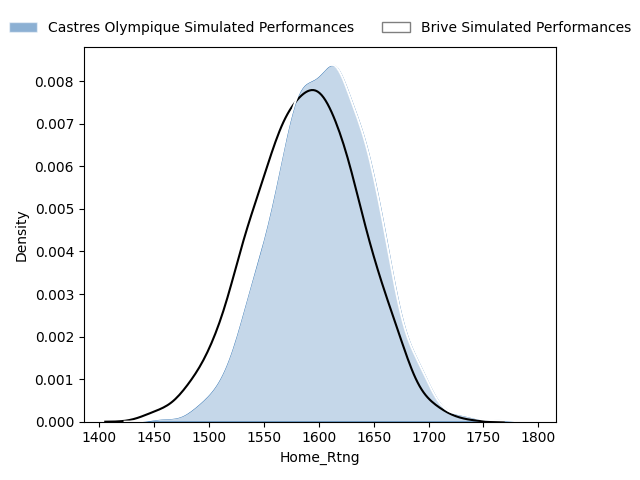 Castres Olympique Simulated Performances Brive Simulated Performances
0.008
0.007
0.006
0.005
0.004
0.003
0.002
0.001
0.000
Density
1400 1450 1500 1550 1600 1650 1700 1750 1800
Home_Rtng